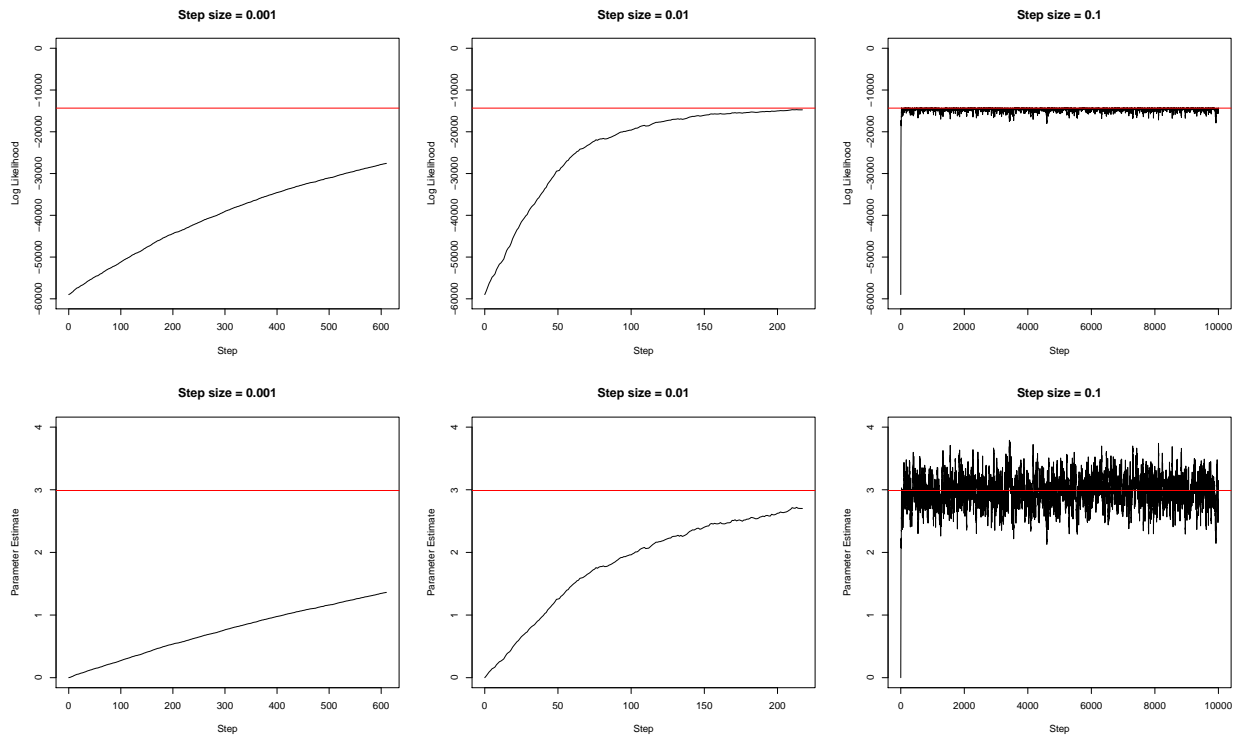 Step size = 0.001
Log Likelihood
0
−10000
−20000
−30000
−40000
−50000
−60000
0 100 200 300 400 500 600
Step
Step size = 0.01
Log Likelihood
0
−10000
−20000
−30000
−40000
−50000
−60000
0 50 100 150 200
Step
Step size = 0.1
Log Likelihood
0
−10000
−20000
−30000
−40000
−50000
−60000
0 2000 4000 6000 8000 10000
Step
Step size = 0.001
Parameter Estimate
4
3
2
1
0
0 100 200 300 400 500 600
Step
Step size = 0.01
Parameter Estimate
4
3
2
1
0
0 50 100 150 200
Step
Step size = 0.1
Parameter Estimate
4
3
2
1
0
0 2000 4000 6000 8000 10000
Step